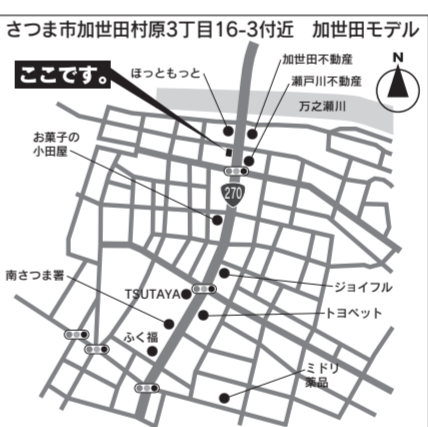 さつま市加世田村原3丁目16-3付近　加世田モデル
加世田不動産
N
ほっともっと
瀬戸川不動産
ここです。
万之瀬川
お菓子の
小田屋
270
南さつま署
TSUTAYA
ジョイフル
トヨペット
ふく福
ミドリ
薬品